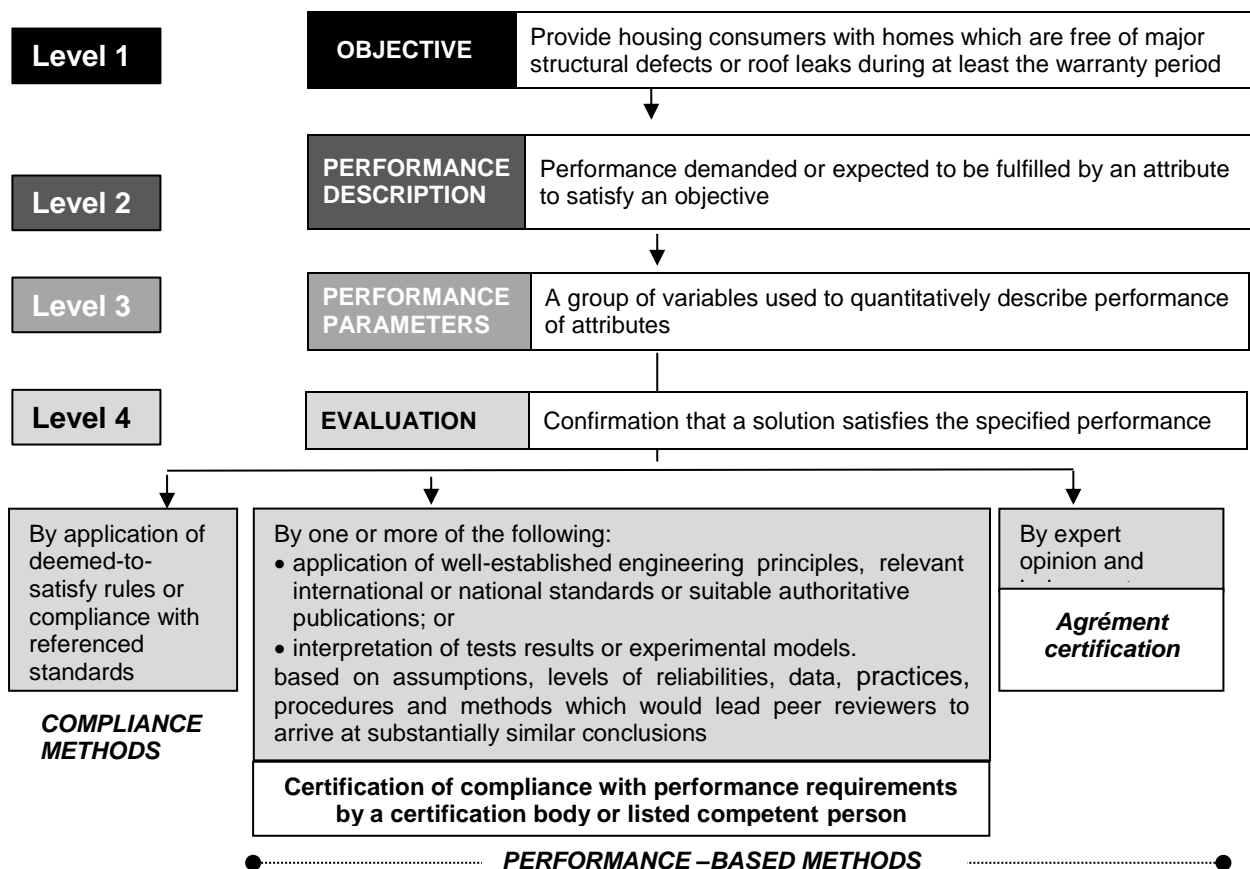 Level 1
OBJECTIVE
Provide housing consumers with homes which are free of major
structural defects or roof leaks during at least the warranty period
Level 2
PERFORMANCE
DESCRIPTION
Performance demanded or expected to be fulfilled by an attribute
to satisfy an objective
Level 3
PERFORMANCE
PARAMETERS
A group of variables used to quantitatively describe performance
of attributes
Level 4
EVALUATION
Confirmation that a solution satisfies the specified performance
By application of
deemed-to-
satisfy rules or
compliance with
referenced
standards
COMPLIANCE
METHODS
By one or more of the following:
• application of well-established engineering principles, relevant
international or national standards or suitable authoritative
publications; or
• interpretation of tests results or experimental models.
based on assumptions, levels of reliabilities, data, practices,
procedures and methods which would lead peer reviewers to
arrive at substantially similar conclusions
Certification of compliance with performance requirements
by a certification body or listed competent person
By expert
opinion and
Agrément
certification
PERFORMANCE –BASED METHODS